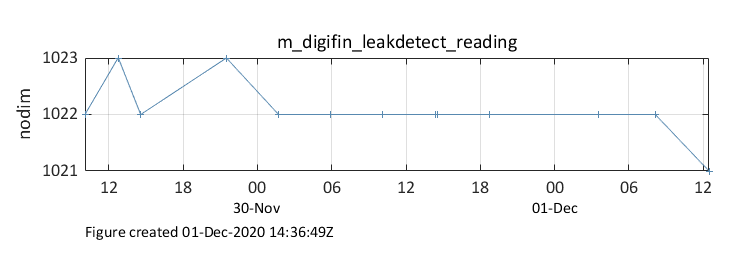 m_digifin_leakdetect_reading
1023
1022
1021
nodim
12 18 00 06 12 18 00 06 12
30-Nov 01-Dec
Figure created 01-Dec-2020 14:36:49Z